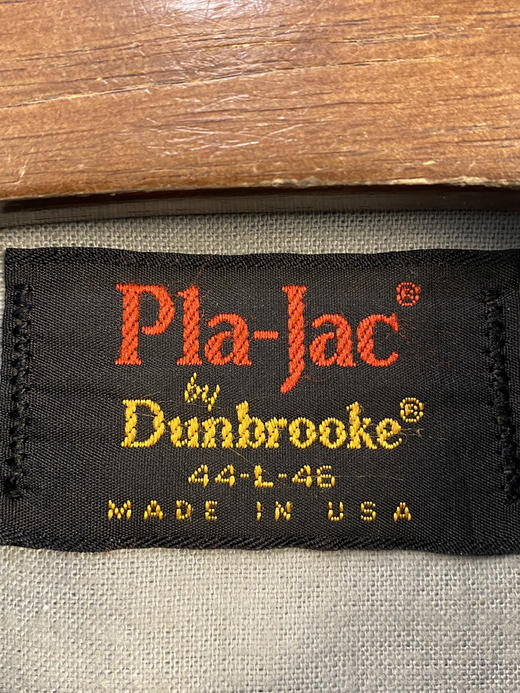 Pla-Jac®
by
Dunbrooke®
44-L-46
MADE IN USA